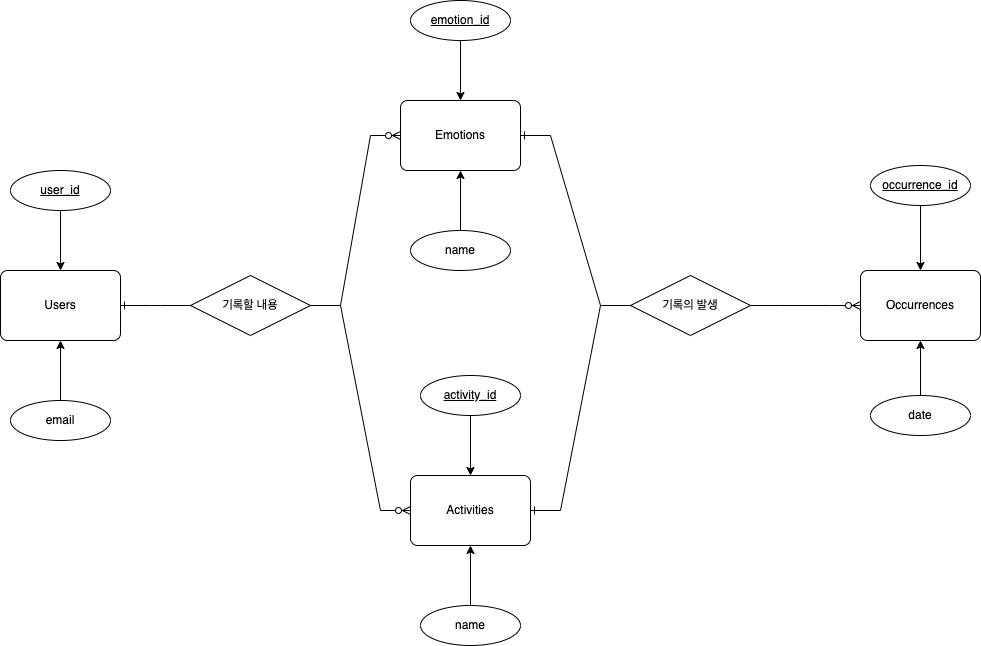 emotion_id
Emotions
name
user_id
Users
email
기록할 내용
activity_id
Activities
name
기록의 발생
occurrence_id
Occurrences
date